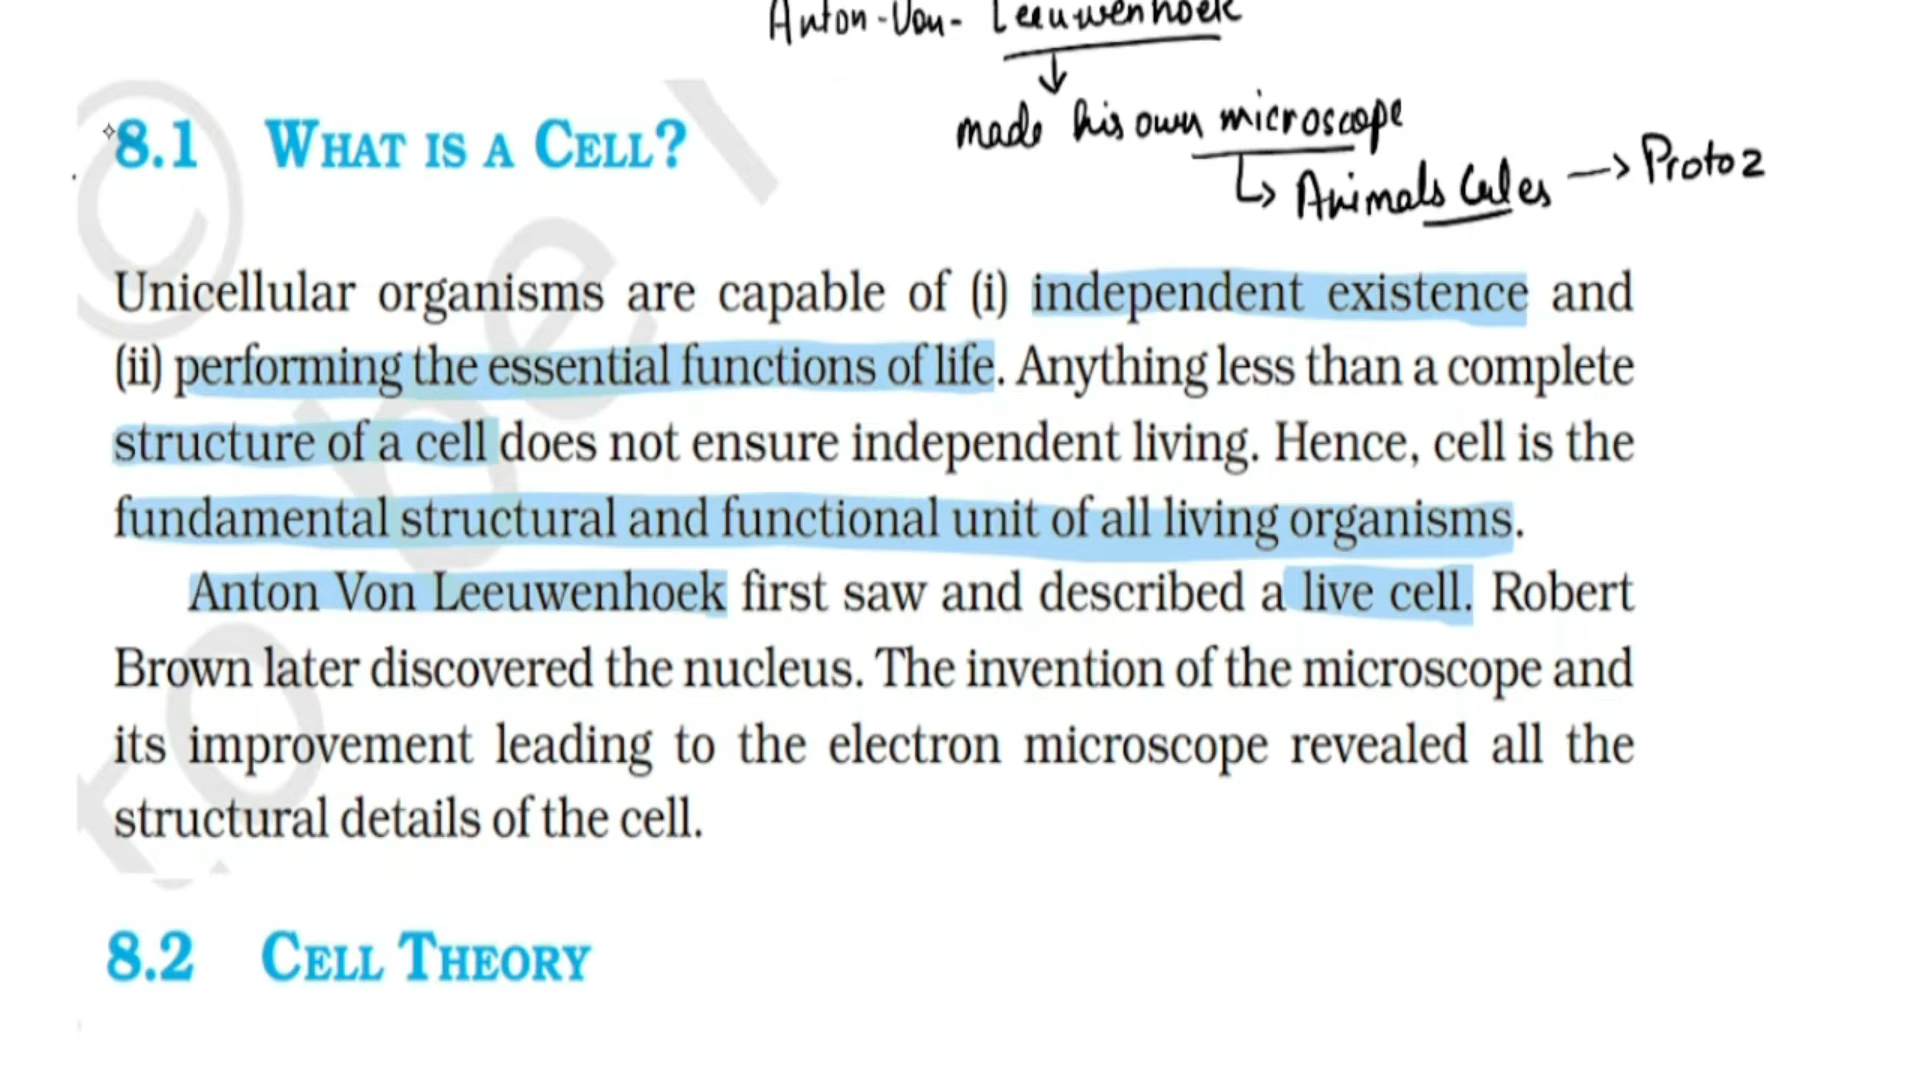 Anton-Von- Leeuwenhoek
made his own microscope
↳ Animals Cules → Protoz
8.1 WHAT IS A CELL?
Unicellular organisms are capable of (i) independent existence and
(ii) performing the essential functions of life. Anything less than a complete
structure of a cell does not ensure independent living. Hence, cell is the
fundamental structural and functional unit of all living organisms.
Anton Von Leeuwenhoek first saw and described a live cell. Robert
Brown later discovered the nucleus. The invention of the microscope and
its improvement leading to the electron microscope revealed all the
structural details of the cell.
8.2 CELL THEORY